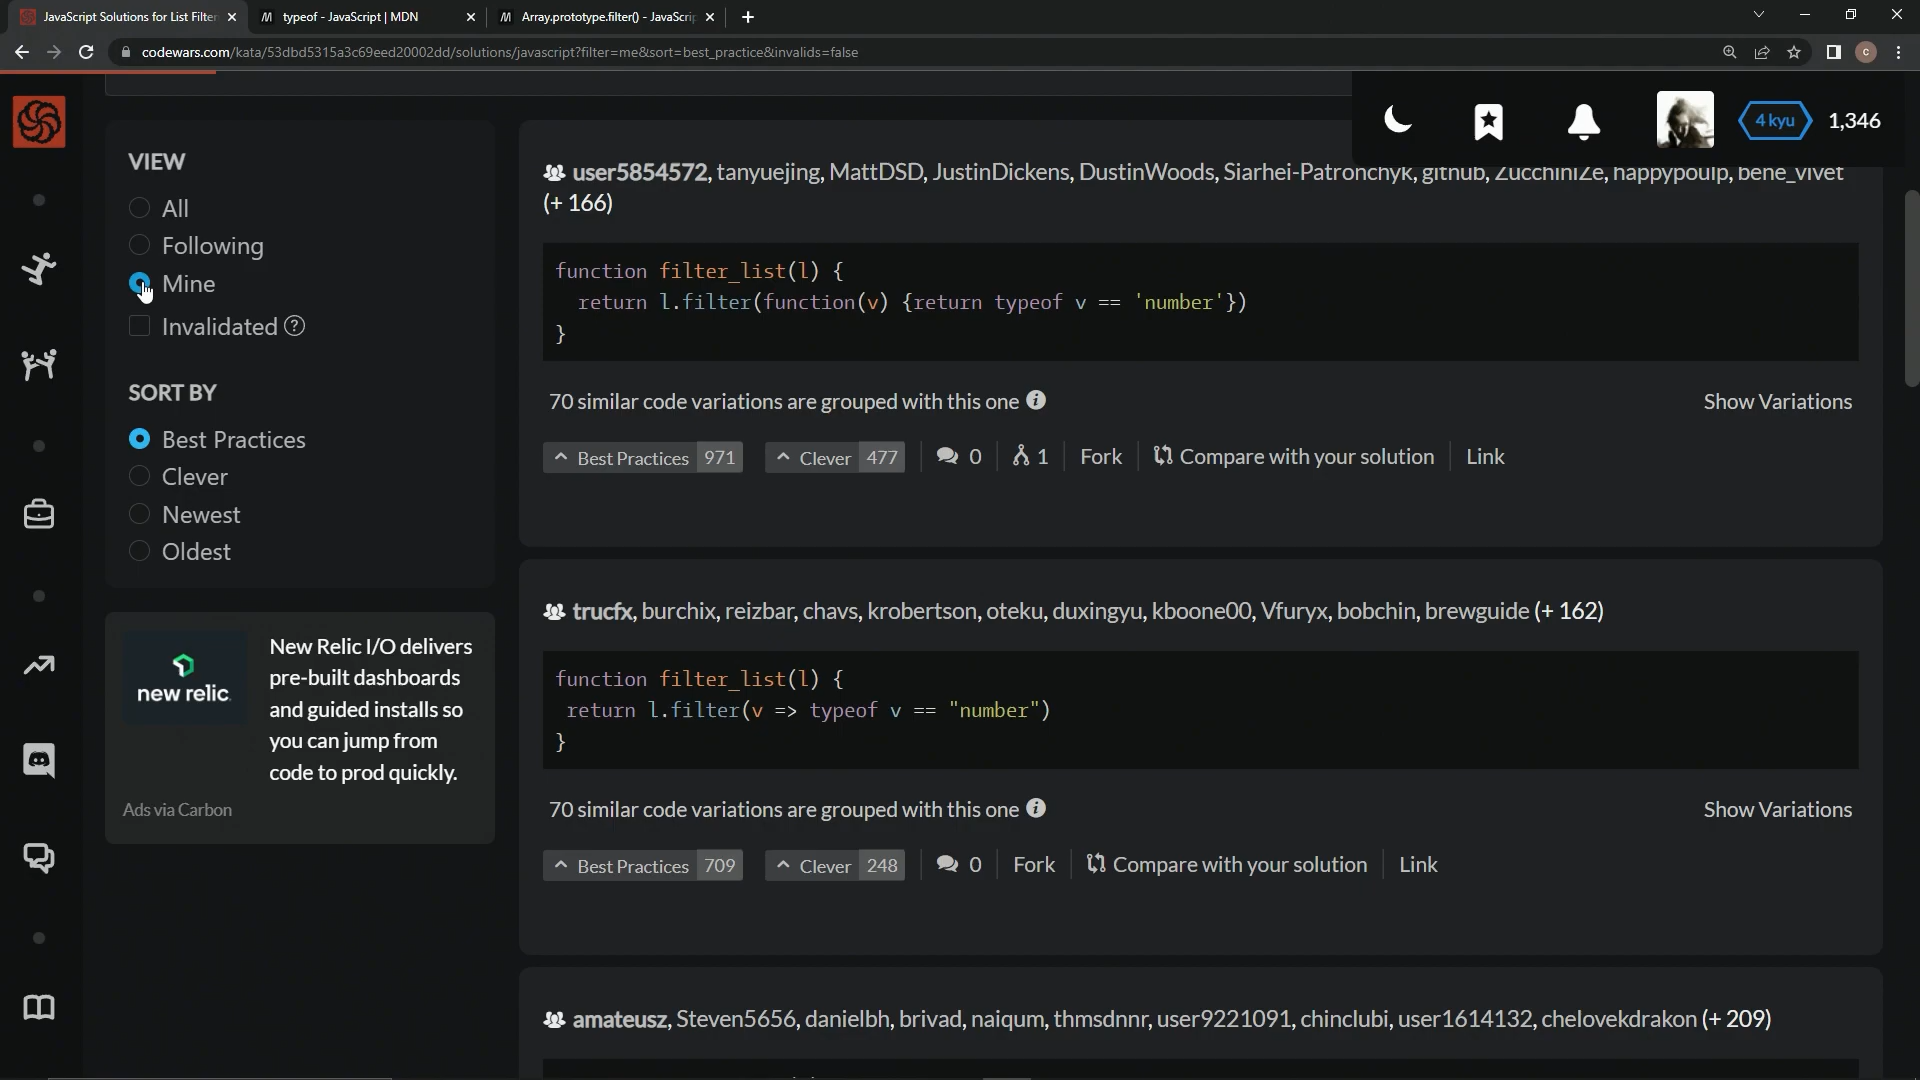 JavaScript Solutions for List Filter
typeof - JavaScript | MDN
Array.prototype.filter() - JavaScri
codewars.com/kata/53dbd5315a3c69eed20002dd/solutions/javascript?filter=me&sort=best_practice&invalids=false
C
4 kyu
1,346
VIEW
All
Following
Mine
Invalidated ?
SORT BY
Best Practices
Clever
Newest
Oldest
new relic.
New Relic I/O delivers
pre-built dashboards
and guided installs so
you can jump from
code to prod quickly.
Ads via Carbon
user5854572, tanyuejing, MattDSD, JustinDickens, DustinWoods, Siarhei-Patronchyk, github, ZucchiniZe, happypoulp, bene_vivet
(+ 166)
function filter_list(l) {
return l.filter(function(v) {return typeof v == 'number'})
}
70 similar code variations are grouped with this one i
Show Variations
Best Practices 971
Clever 477
0
1
Fork
Compare with your solution
Link
trucfx, burchix, reizbar, chavs, krobertson, oteku, duxingyu, kboone00, Vfuryx, bobchin, brewguide (+ 162)
function filter_list(l) {
return l.filter(v => typeof v == "number")
}
70 similar code variations are grouped with this one i
Show Variations
Best Practices 709
Clever 248
0
Fork
Compare with your solution
Link
amateusz, Steven5656, danielbh, brivad, naiqum, thmsdnnr, user9221091, chinclubi, user1614132, chelovekdrakon (+ 209)